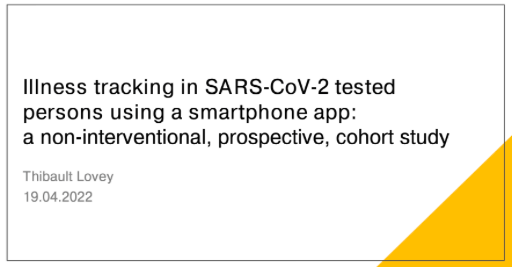 Illness tracking in SARS-CoV-2 tested
persons using a smartphone app:
a non-interventional, prospective, cohort study
Thibault Lovey
19.04.2022